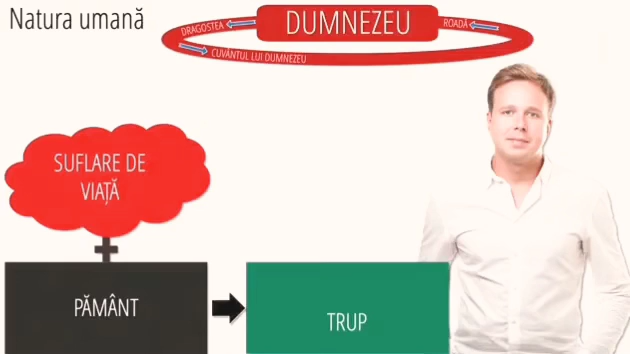 Natura umană
DUMNEZEU
DRAGOSTEA
ROADĂ
CUVÂNTUL LUI DUMNEZEU
SUFLARE DE
VIAȚĂ
PĂMÂNT
TRUP